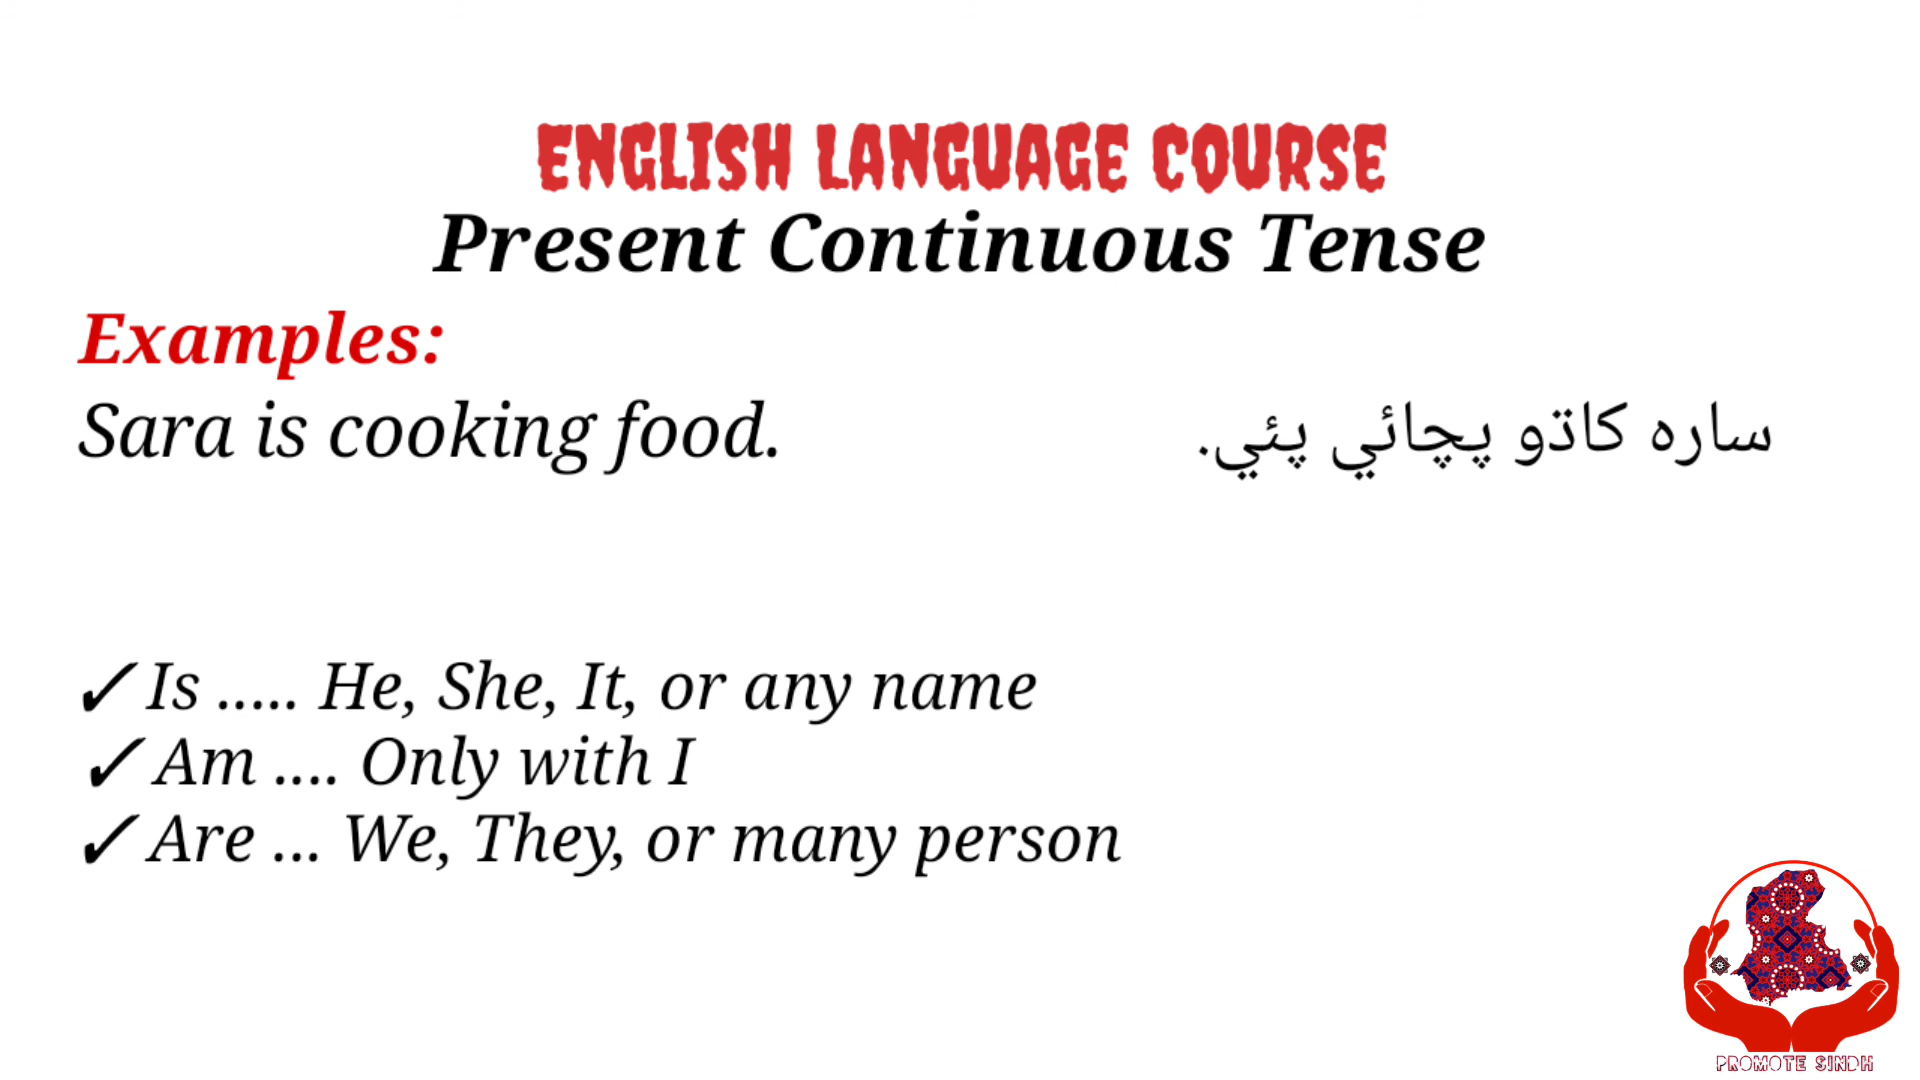 ENGLISH LANGUAGE COURSE
Present Continuous Tense
Examples:
Sara is cooking food. ساره کاڌو پچائي پئي.
✓ Is ..... He, She, It, or any name
✓ Am .... Only with I
✓ Are ... We, They, or many person
PROMOTE SINDH